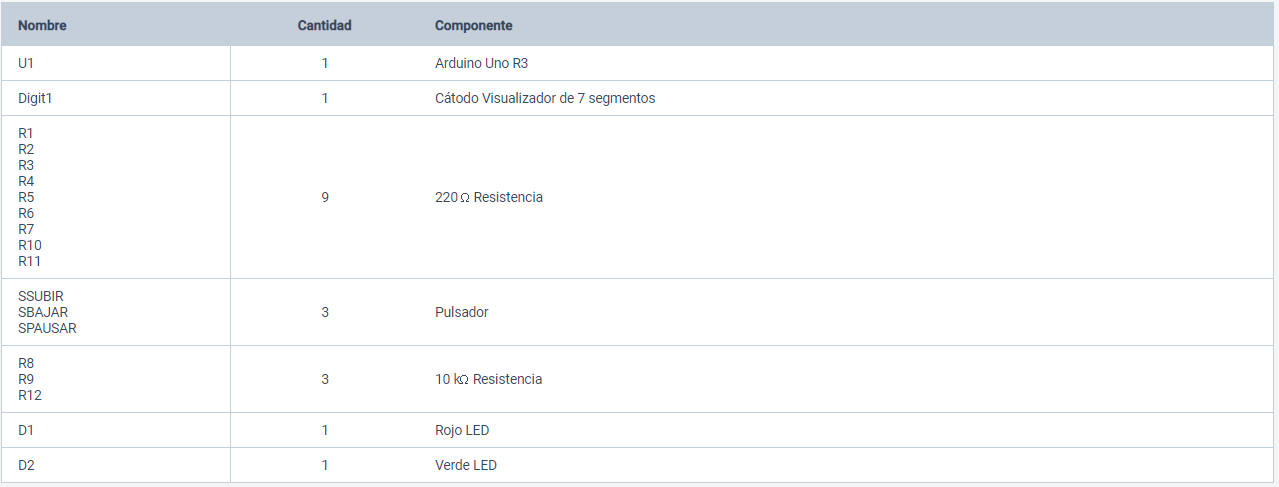 Nombre Cantidad Componente
U1 1 Arduino Uno R3
Digit1 1 Cátodo Visualizador de 7 segmentos
R1
R2
R3
R4
R5 9 220 Ω Resistencia
R6
R7
R10
R11
SSUBIR
SBAJAR 3 Pulsador
SPAUSAR
R8
R9 3 10 kΩ Resistencia
R12
D1 1 Rojo LED
D2 1 Verde LED